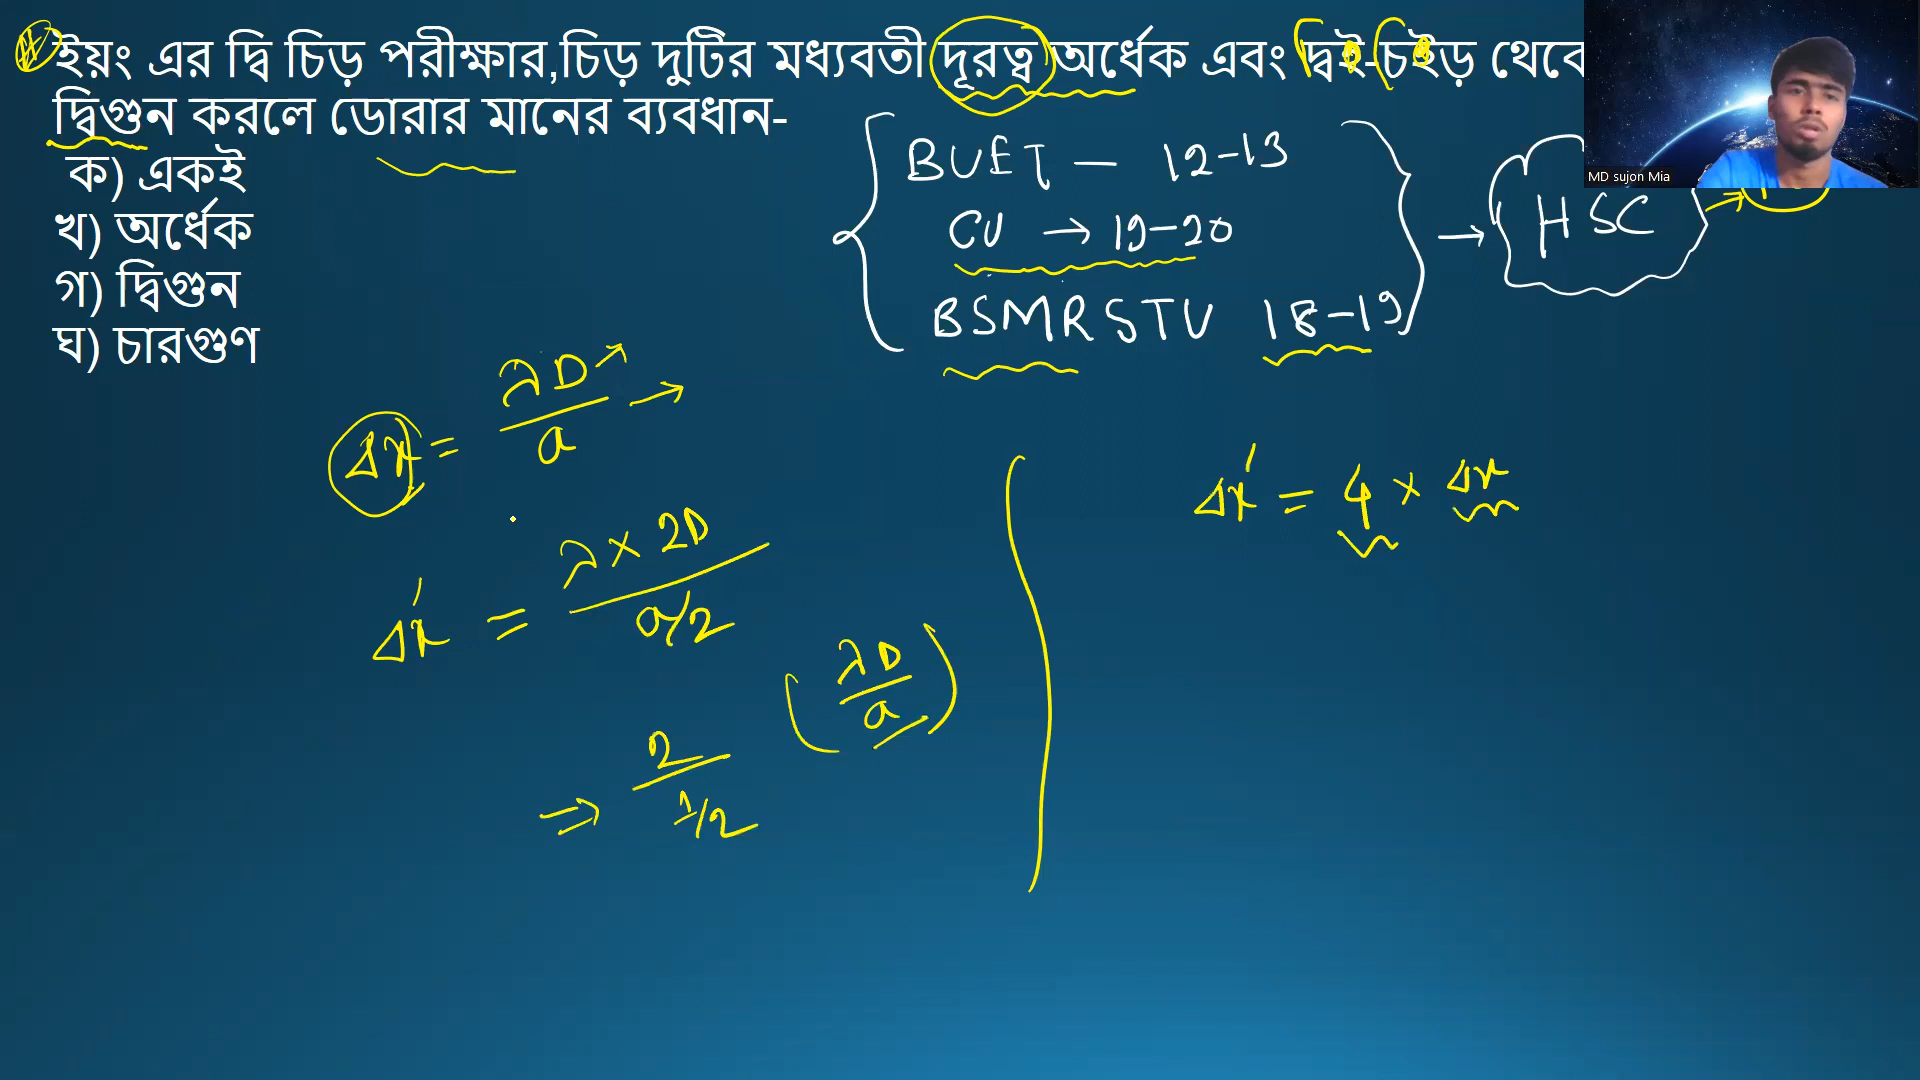 ইয়ং এর দ্বি চিড় পরীক্ষার,চিড় দুটির মধ্যবর্তী দূরত্ব অর্ধেক এবং দ্বই-চইড় থেকে
দ্বিগুন করলে ডোরার মানের ব্যবধান-
ক) একই
খ) অর্ধেক
গ) দ্বিগুন
ঘ) চারগুণ
BUET — 12-13
CU → 19-20
BSMRSTU 18-19
→ HSC →
MD sujon Mia
Δx = λD/a
Δx' = λ × 2D / a/2
⇒ 2 / 1/2 (λD/a)
Δx' = 4 × Δx